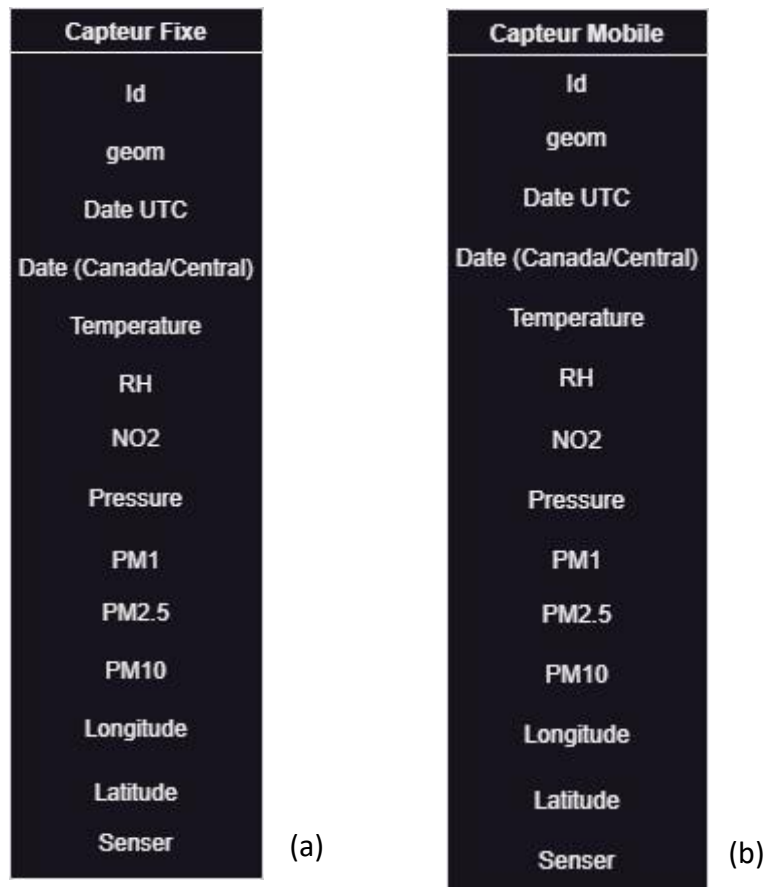 Capteur Fixe
Id
geom
Date UTC
Date (Canada/Central)
Temperature
RH
NO2
Pressure
PM1
PM2.5
PM10
Longitude
Latitude
Senser
(a)
Capteur Mobile
Id
geom
Date UTC
Date (Canada/Central)
Temperature
RH
NO2
Pressure
PM1
PM2.5
PM10
Longitude
Latitude
Senser
(b)